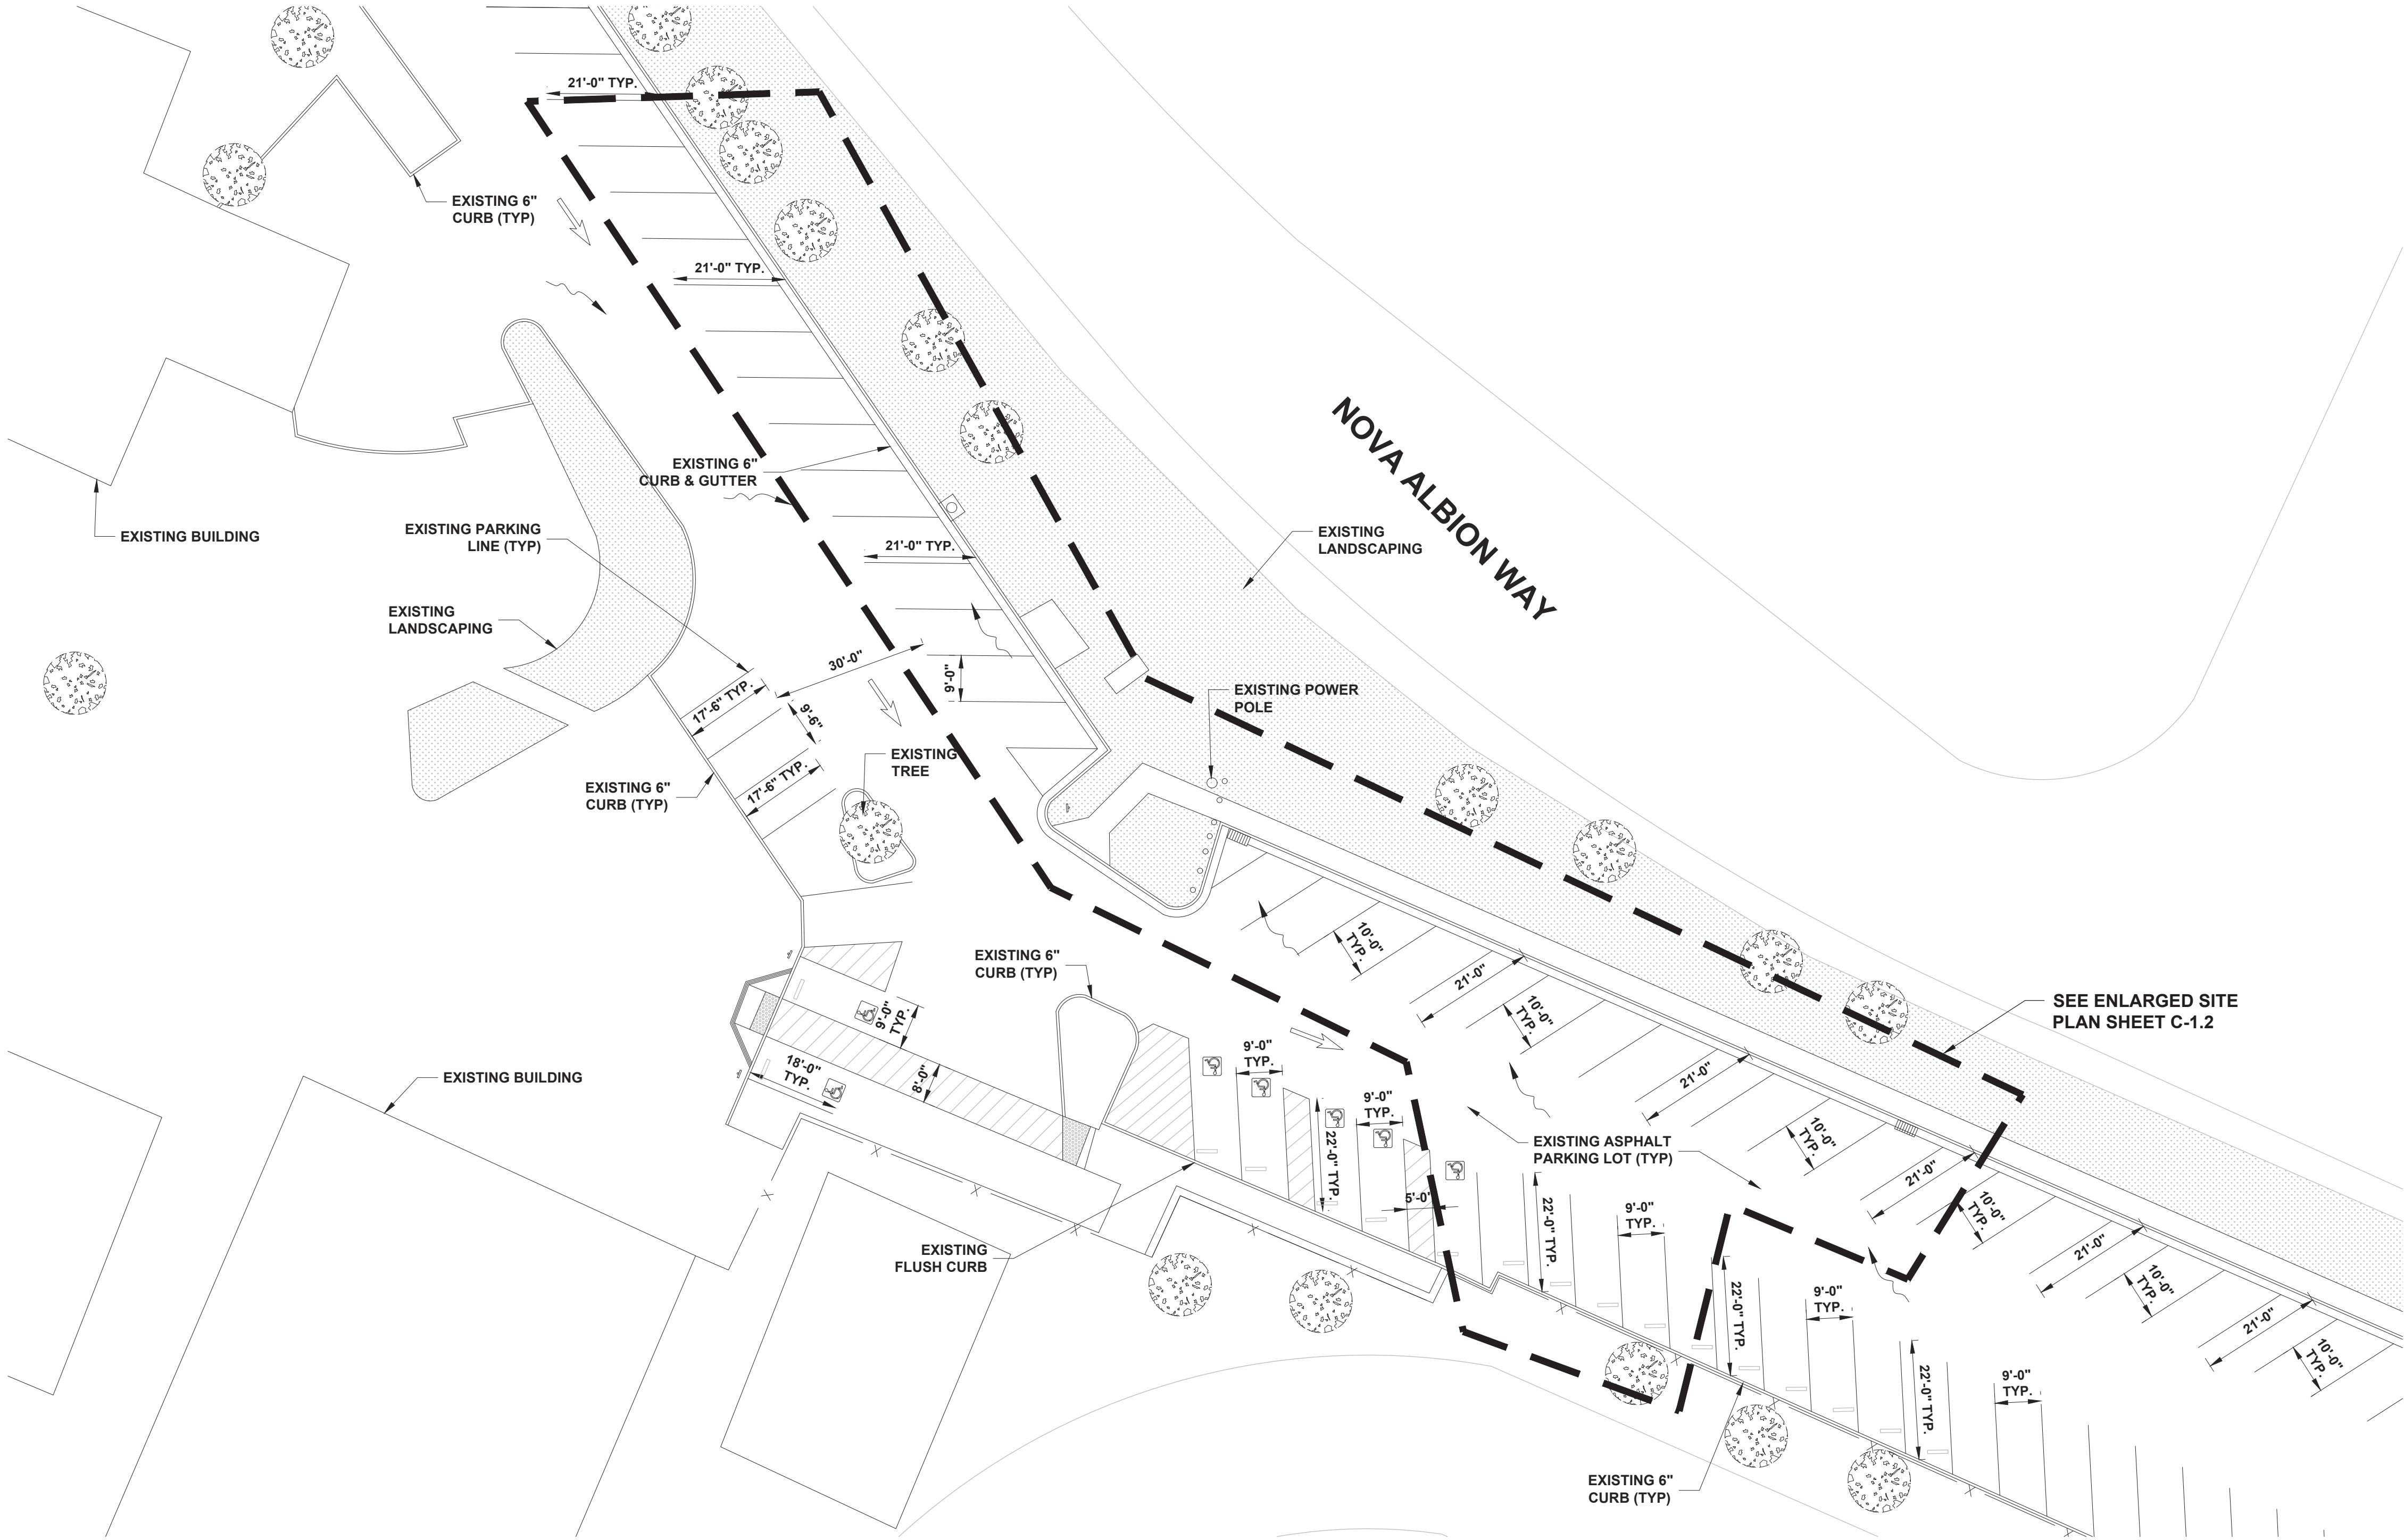 21'-0" TYP.
EXISTING 6"
CURB (TYP)
21'-0" TYP.
NOVA ALBION WAY
EXISTING 6"
CURB & GUTTER
EXISTING BUILDING
EXISTING PARKING
LINE (TYP)
21'-0" TYP.
EXISTING
LANDSCAPING
EXISTING
LANDSCAPING
30'-0"
9'-0"
17'-6" TYP.
9'-6"
EXISTING POWER
POLE
EXISTING
TREE
17'-6" TYP.
EXISTING 6"
CURB (TYP)
EXISTING 6"
CURB (TYP)
10'-0"
TYP.
21'-0"
10'-0"
TYP.
SEE ENLARGED SITE
PLAN SHEET C-1.2
9'-0"
TYP.
18'-0"
TYP.
8'-0"
EXISTING BUILDING
9'-0"
TYP.
9'-0"
TYP.
22'-0" TYP.
21'-0"
10'-0"
TYP.
EXISTING ASPHALT
PARKING LOT (TYP)
21'-0"
10'-0"
TYP.
5'-0"
22'-0" TYP.
9'-0"
TYP.
EXISTING
FLUSH CURB
21'-0"
10'-0"
TYP.
22'-0" TYP.
9'-0"
TYP.
21'-0"
10'-0"
TYP.
22'-0" TYP.
9'-0"
TYP.
EXISTING 6"
CURB (TYP)